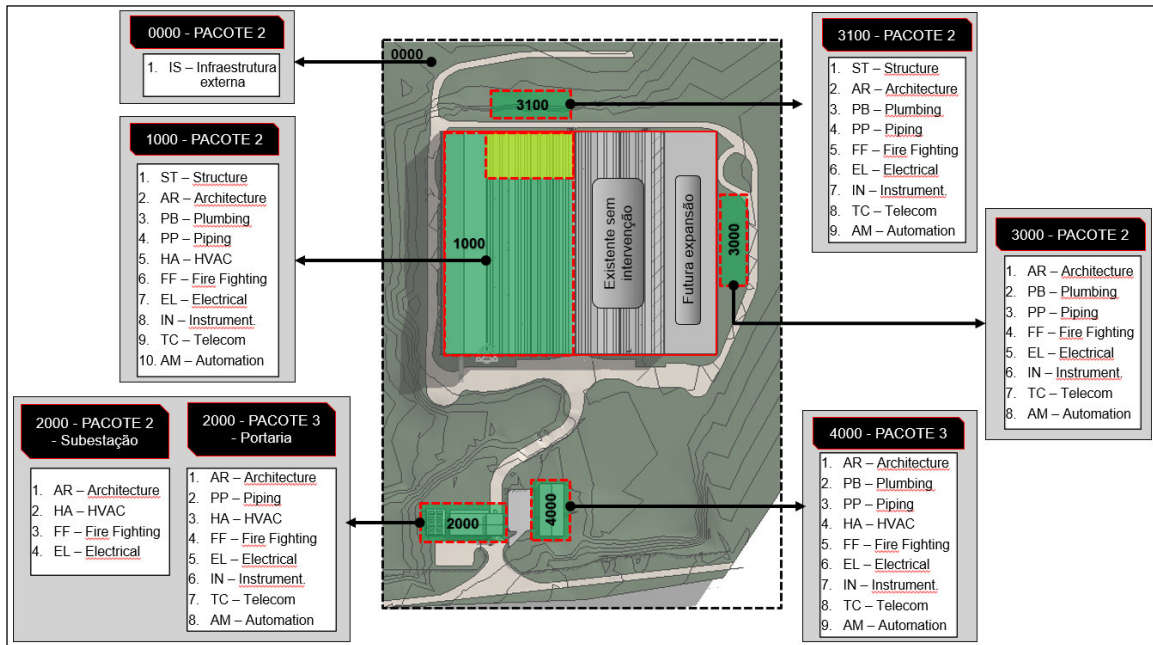 0000 - PACOTE 2
1. IS – Infraestrutura
externa
1000 - PACOTE 2
1. ST – Structure
2. AR – Architecture
3. PB – Plumbing
4. PP – Piping
5. HA – HVAC
6. FF – Fire Fighting
7. EL – Electrical
8. IN – Instrument.
9. TC – Telecom
10. AM – Automation
2000 - PACOTE 2
- Subestação
1. AR – Architecture
2. HA – HVAC
3. FF – Fire Fighting
4. EL – Electrical
2000 - PACOTE 3
- Portaria
1. AR – Architecture
2. PP – Piping
3. HA – HVAC
4. FF – Fire Fighting
5. EL – Electrical
6. IN – Instrument.
7. TC – Telecom
8. AM – Automation
0000
3100
1000
Existente sem
intervenção
Futura expansão
3000
2000
4000
3100 - PACOTE 2
1. ST – Structure
2. AR – Architecture
3. PB – Plumbing
4. PP – Piping
5. FF – Fire Fighting
6. EL – Electrical
7. IN – Instrument.
8. TC – Telecom
9. AM – Automation
3000 - PACOTE 2
1. AR – Architecture
2. PB – Plumbing
3. PP – Piping
4. FF – Fire Fighting
5. EL – Electrical
6. IN – Instrument.
7. TC – Telecom
8. AM – Automation
4000 - PACOTE 3
1. AR – Architecture
2. PB – Plumbing
3. PP – Piping
4. HA – HVAC
5. FF – Fire Fighting
6. EL – Electrical
7. IN – Instrument.
8. TC – Telecom
9. AM – Automation